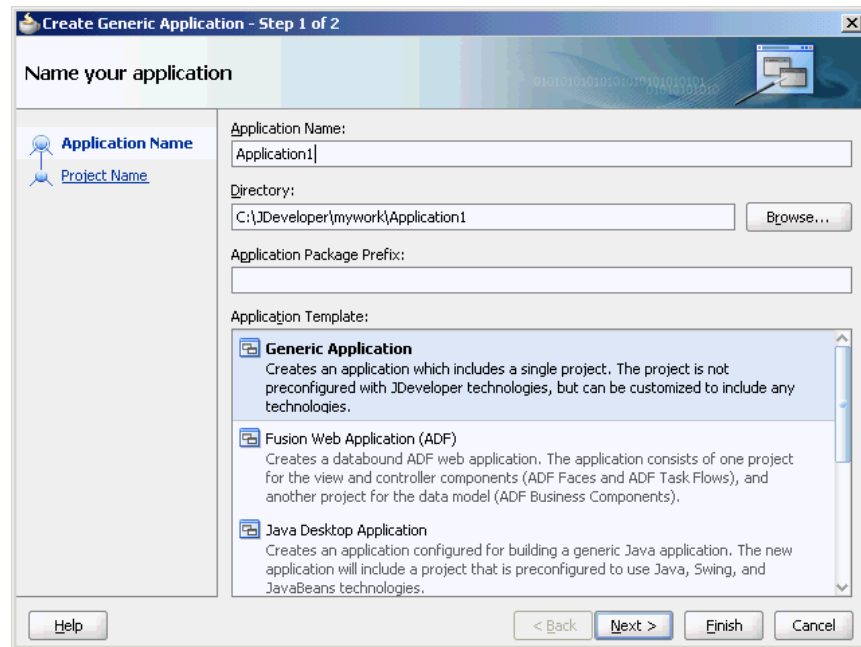 Create Generic Application - Step 1 of 2
Name your application
Application Name
Project Name
Application Name:
Application1
Directory:
C:\JDeveloper\mywork\Application1
Browse...
Application Package Prefix:
Application Template:
Generic Application
Creates an application which includes a single project. The project is not
preconfigured with JDeveloper technologies, but can be customized to include any
technologies.
Fusion Web Application (ADF)
Creates a databound ADF web application. The application consists of one project
for the view and controller components (ADF Faces and ADF Task Flows), and
another project for the data model (ADF Business Components).
Java Desktop Application
Creates an application configured for building a generic Java application. The new
application will include a project that is preconfigured to use Java, Swing, and
JavaBeans technologies.
Help
< Back
Next >
Finish
Cancel